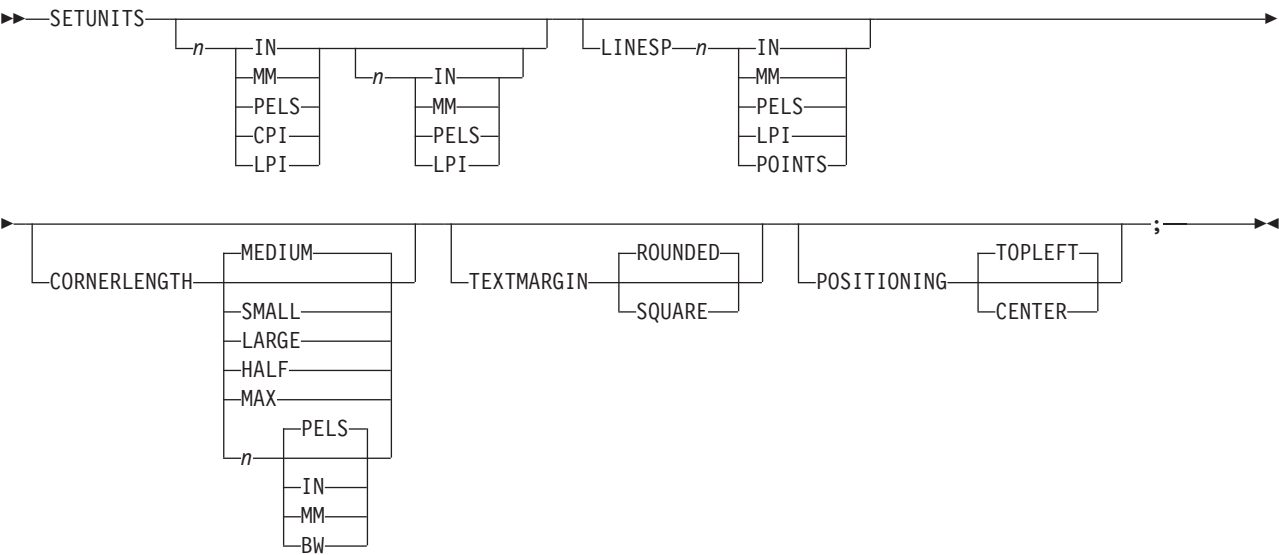 SETUNITS
n IN n IN LINESP n IN
MM MM MM
PELS PELS PELS
CPI LPI LPI
LPI POINTS
MEDIUM ROUNDED TOPLEFT ;
CORNERLENGTH TEXTMARGIN POSITIONING
SMALL SQUARE CENTER
LARGE
HALF
MAX
PELS
n
IN
MM
BW